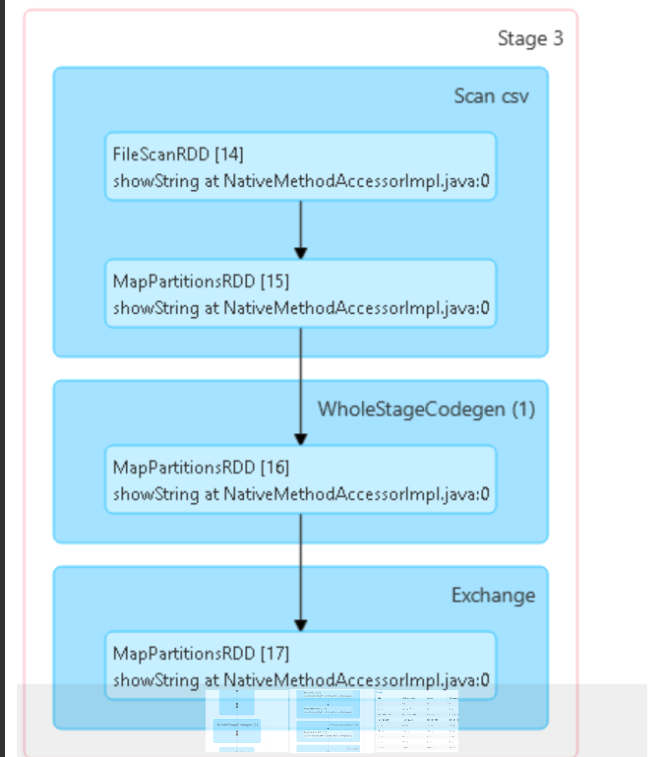 Stage 3
Scan csv
FileScanRDD [14]
showString at NativeMethodAccessorImpl.java:0
MapPartitionsRDD [15]
showString at NativeMethodAccessorImpl.java:0
WholeStageCodegen (1)
MapPartitionsRDD [16]
showString at NativeMethodAccessorImpl.java:0
Exchange
MapPartitionsRDD [17]
showString at NativeMethodAccessorImpl.java:0